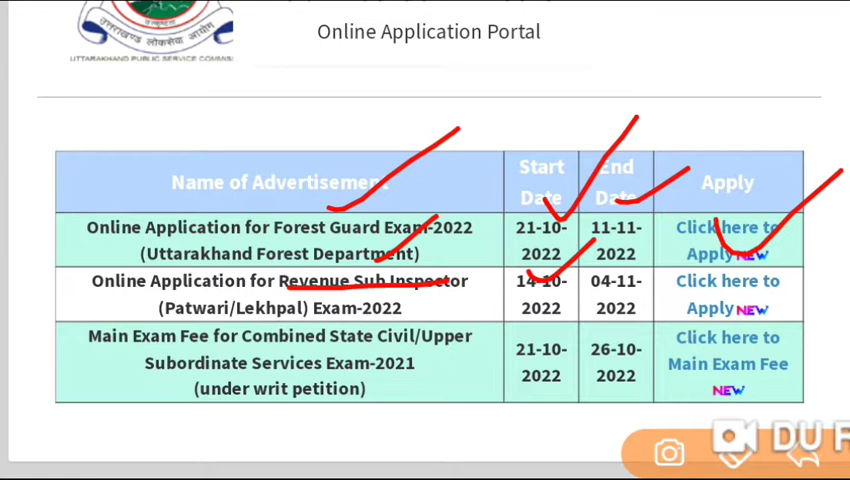 उत्तराखण्ड लोकसेवा आयोग
UTTARAKHAND PUBLIC SERVICE COMMISS
Online Application Portal
Name of Advertisement Start Date End Date Apply
Online Application for Forest Guard Exam-2022 (Uttarakhand Forest Department) 21-10-2022 11-11-2022 Click here to Apply NEW
Online Application for Revenue Sub Inspector (Patwari/Lekhpal) Exam-2022 14-10-2022 04-11-2022 Click here to Apply NEW
Main Exam Fee for Combined State Civil/Upper Subordinate Services Exam-2021 (under writ petition) 21-10-2022 26-10-2022 Click here to Main Exam Fee NEW
DU R